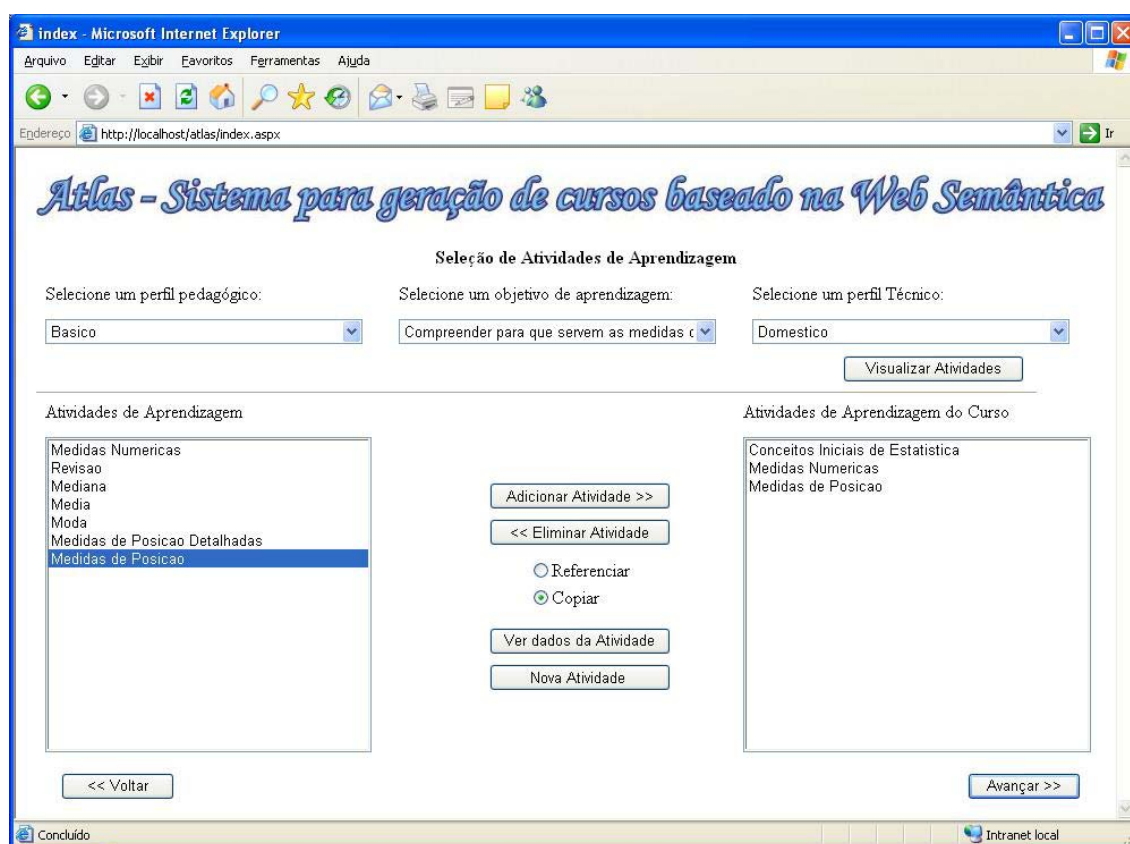 index - Microsoft Internet Explorer
Arquivo Editar Exibir Favoritos Ferramentas Ajuda
Endereço http://localhost/atlas/index.aspx Ir
Atlas - Sistema para geração de cursos baseado na Web Semântica
Seleção de Atividades de Aprendizagem
Selecione um perfil pedagógico: Selecione um objetivo de aprendizagem: Selecione um perfil Técnico:
Basico Compreender para que servem as medidas c Domestico
Visualizar Atividades
Atividades de Aprendizagem
Medidas Numericas
Revisao
Mediana
Media
Moda
Medidas de Posicao Detalhadas
Medidas de Posicao
Adicionar Atividade >>
<< Eliminar Atividade
Referenciar
Copiar
Ver dados da Atividade
Nova Atividade
Atividades de Aprendizagem do Curso
Conceitos Iniciais de Estatistica
Medidas Numericas
Medidas de Posicao
<< Voltar Avançar >>
Concluído Intranet local